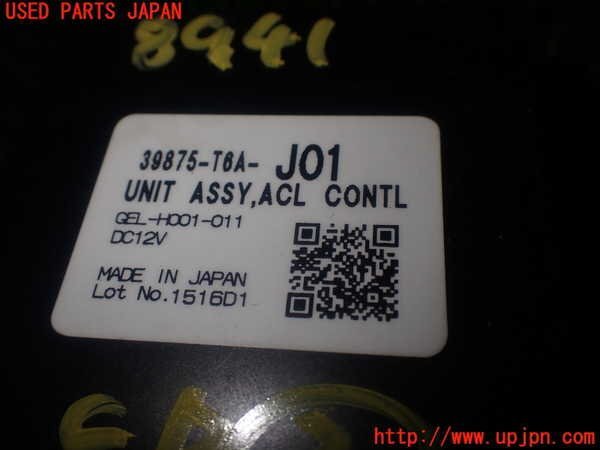 USED PARTS JAPAN
8941
39875-T6A- J01
UNIT ASSY,ACL CONTL
GEL-H001-011
DC12V
MADE IN JAPAN
Lot No.1516D1
http://www.upjpn.com/